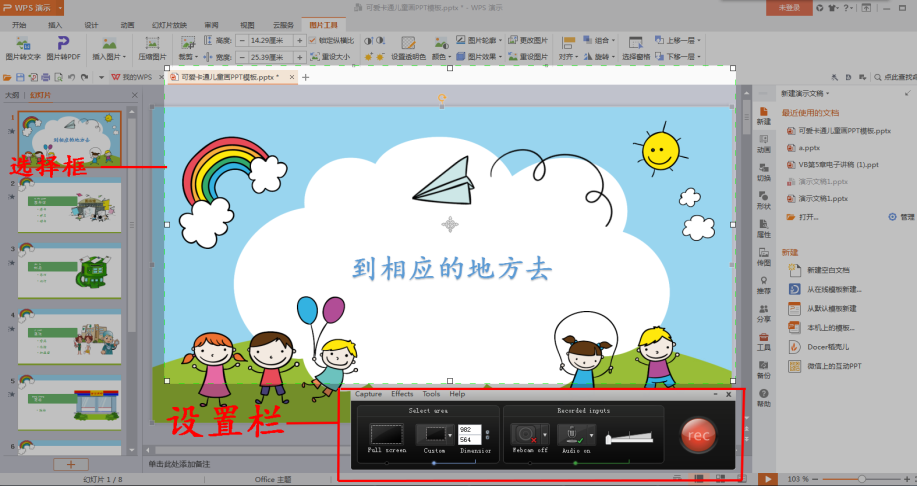 WPS 演示
可爱卡通儿童画PPT模板.pptx * - WPS 演示
未登录
开始 插入 设计 动画 幻灯片放映 审阅 视图 云服务 图片工具
图片转文字 图片转PDF 插入图片 压缩图片 裁剪 高度: 14.29厘米 宽度: 25.39厘米 锁定纵横比 重设大小 设置透明色 颜色 图片轮廓 图片效果 更改图片 重设图片 对齐 组合 旋转 选择窗格 上移一层 下移一层
我的WPS
可爱卡通儿童画PPT模板.pptx *
点此查找命
大纲 幻灯片
1
2
3
4
5
6
选择框
到相应的地方去
设置栏
Capture Effects Tools Help
Select area
Recorded inputs
Full screen
Custom
982
564
Dimension
Webcam off
Audio on
rec
单击此处添加备注
幻灯片 1 / 8
Office 主题
103 %
新建
动画
切换
形状
属性
传图
推荐
分享
工具
备份
帮助
新建演示文稿
最近使用的文档
可爱卡通儿童画PPT模板.pptx
a.pptx
VB第5章电子讲稿 (1).ppt
演示文稿1.pptx
演示文稿1.pptx
打开...
管理
新建
新建空白文档
从在线模板新建...
从默认模板新建
本机上的模板...
Docer稻壳儿
微信上的互动PPT